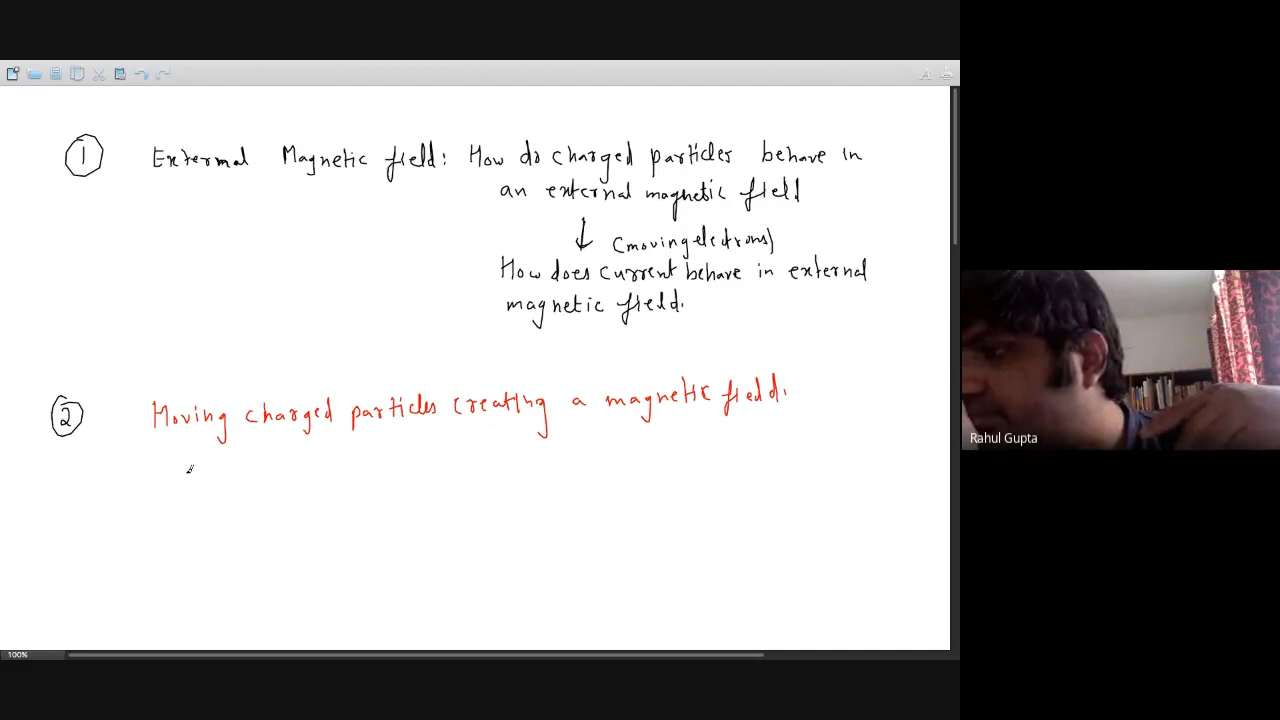 1 External Magnetic field: How do charged particles behave in
an external magnetic field
(moving electrons)
How does current behave in external
magnetic field.
2 Moving charged particles creating a magnetic field.
Rahul Gupta
100%